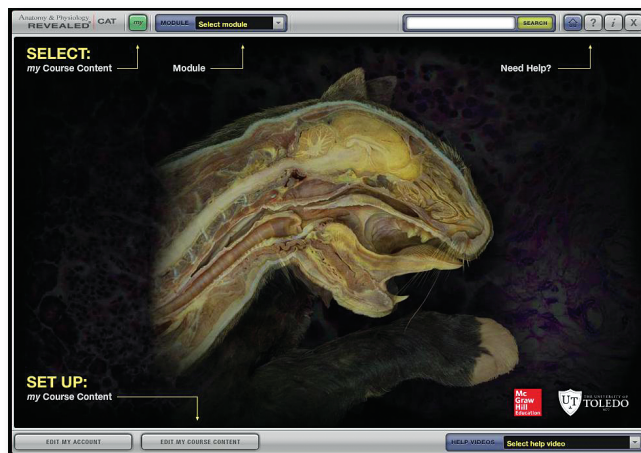 Anatomy & Physiology
REVEALED
CAT
my
MODULE
Select module
SEARCH
?
i
X
SELECT:
my Course Content
Module
Need Help?
SET UP:
my Course Content
Mc
Graw
Hill
Education
UT
THE UNIVERSITY OF
TOLEDO
EDIT MY ACCOUNT
EDIT MY COURSE CONTENT
HELP VIDEOS
Select help video